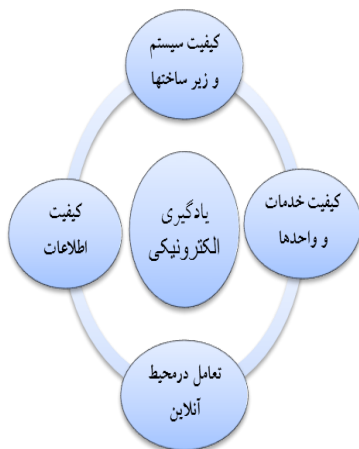 کیفیت سیستم
و زیر ساختها
کیفیت خدمات
و واحدها
یادگیری
الکترونیکی
کیفیت
اطلاعات
تعامل درمحیط
آنلاین